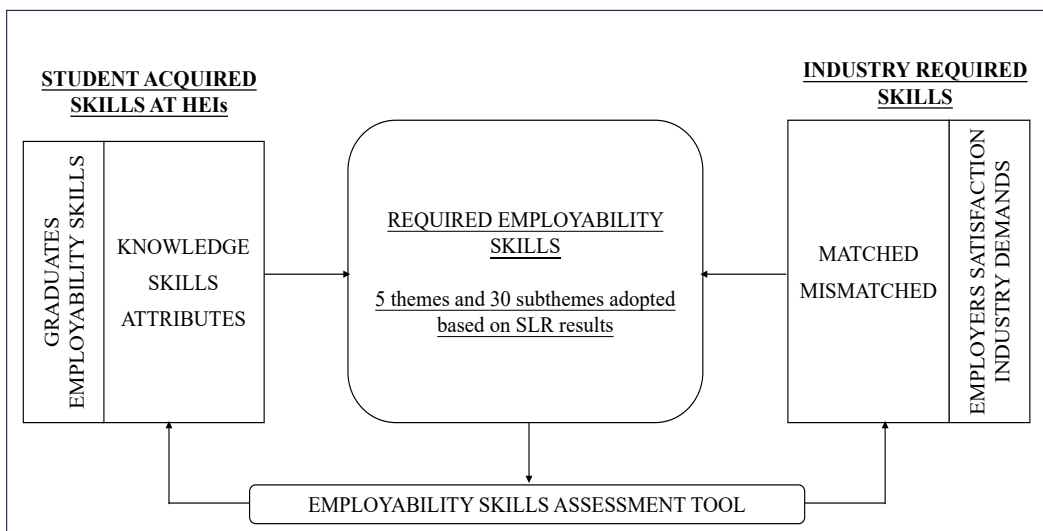 STUDENT ACQUIRED
SKILLS AT HEIs
GRADUATES
EMPLOYABILITY SKILLS
KNOWLEDGE
SKILLS
ATTRIBUTES
REQUIRED EMPLOYABILITY
SKILLS
5 themes and 30 subthemes adopted
based on SLR results
INDUSTRY REQUIRED
SKILLS
MATCHED
MISMATCHED
EMPLOYERS SATISFACTION
INDUSTRY DEMANDS
EMPLOYABILITY SKILLS ASSESSMENT TOOL